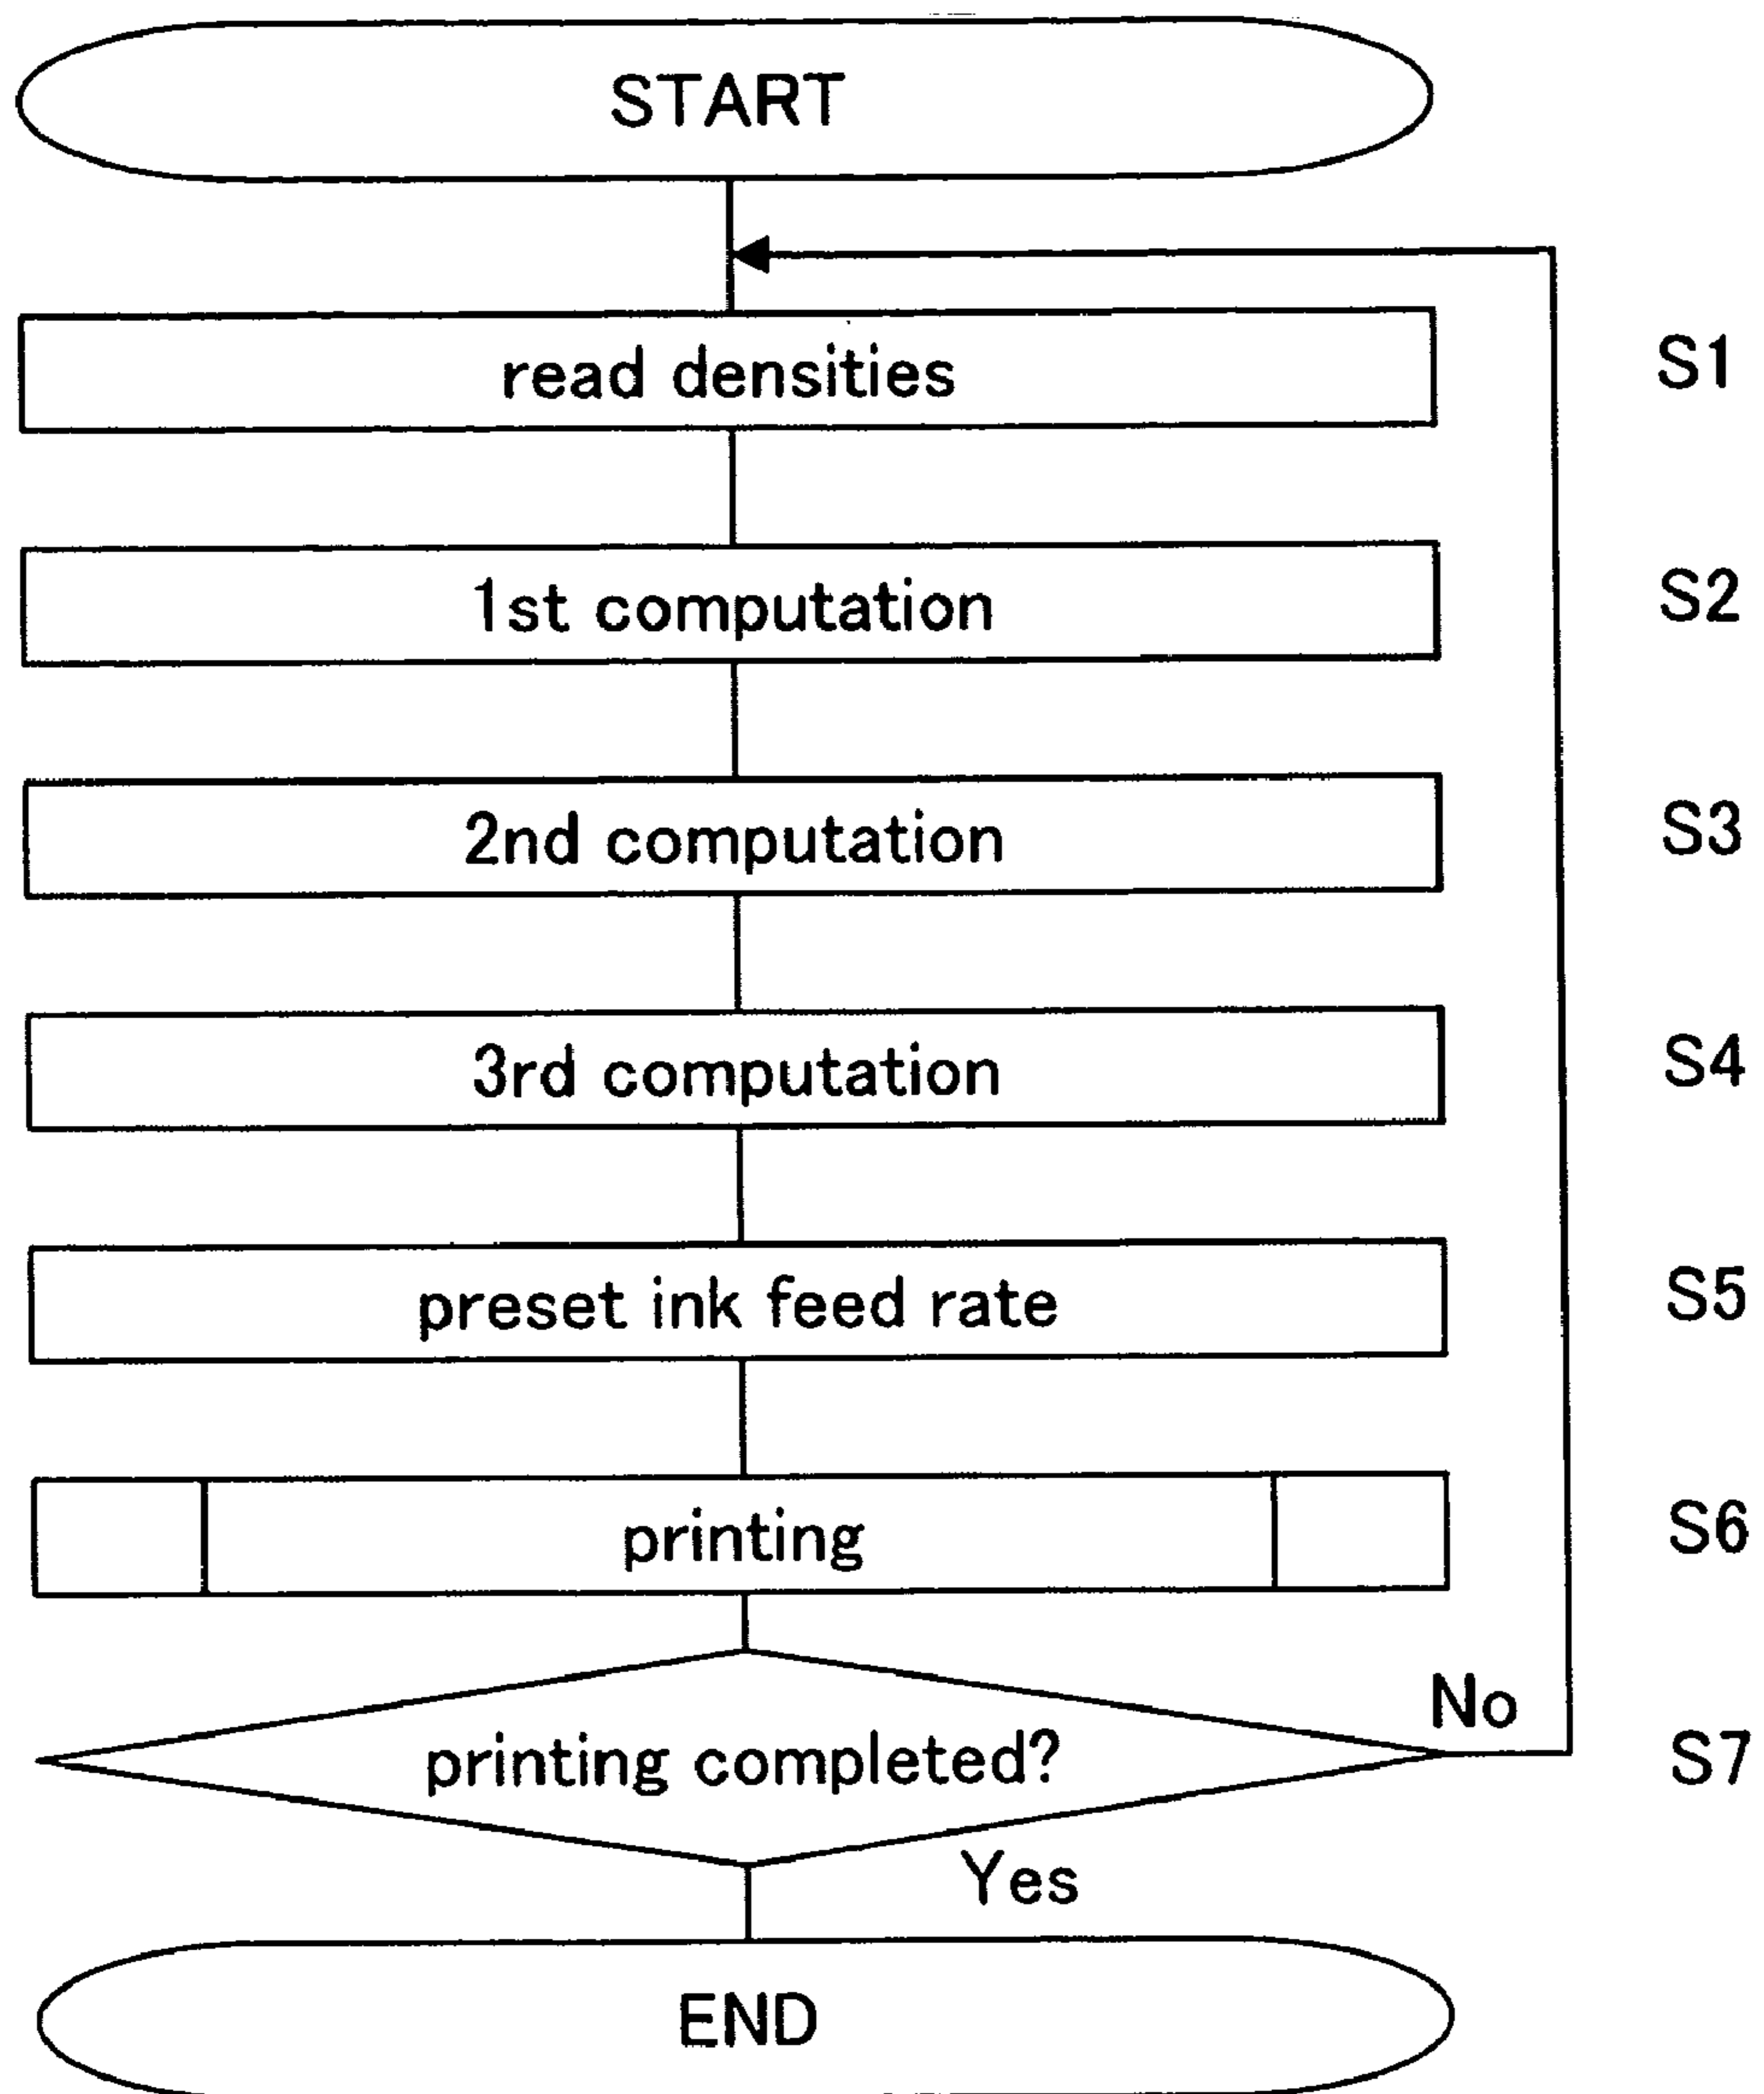 START
read densities S1
1st computation S2
2nd computation S3
3rd computation S4
preset ink feed rate S5
printing S6
No
printing completed? S7
Yes
END